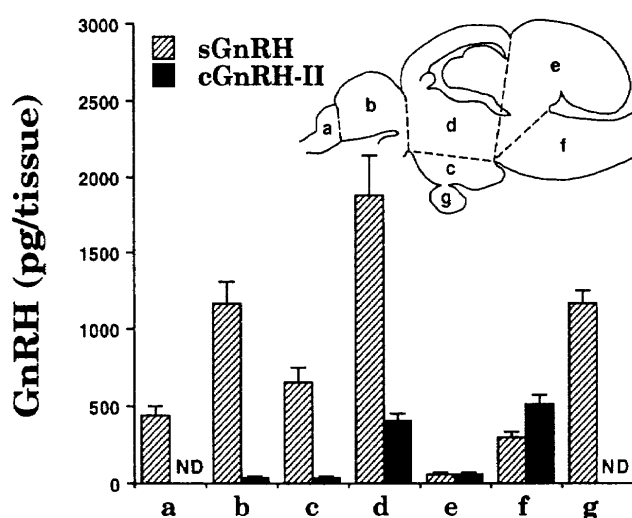 GnRH (pg/tissue)
3000
2500
2000
1500
1000
500
0
sGnRH
cGnRH-II
a
b
c
d
e
f
g
ND
ND
a b c d e f g